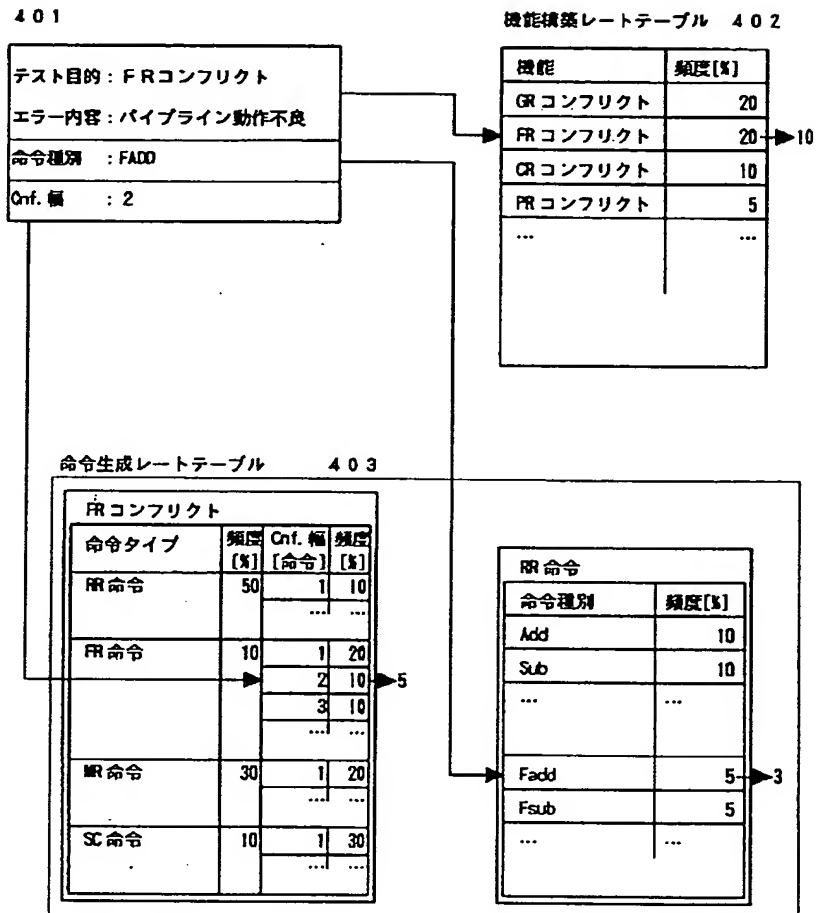 401
テスト目的：FRコンフリクト
エラー内容：パイプライン動作不良
命令種別 ：FADD
Cnf.幅 ：2
機能構築レートテーブル 402
機能 頻度[%]
GRコンフリクト 20
FRコンフリクト 20 10
CRコンフリクト 10
PRコンフリクト 5
... ...
命令生成レートテーブル 403
FRコンフリクト
命令タイプ 頻度[%] Cnf.幅[命令] 頻度[%]
RR命令 50 1 10
... ...
FR命令 10 1 20
2 10 5
3 10
... ...
MR命令 30 1 20
... ...
SC命令 10 1 30
... ...
RR命令
命令種別 頻度[%]
Add 10
Sub 10
... ...
Fadd 5 3
Fsub 5
... ...